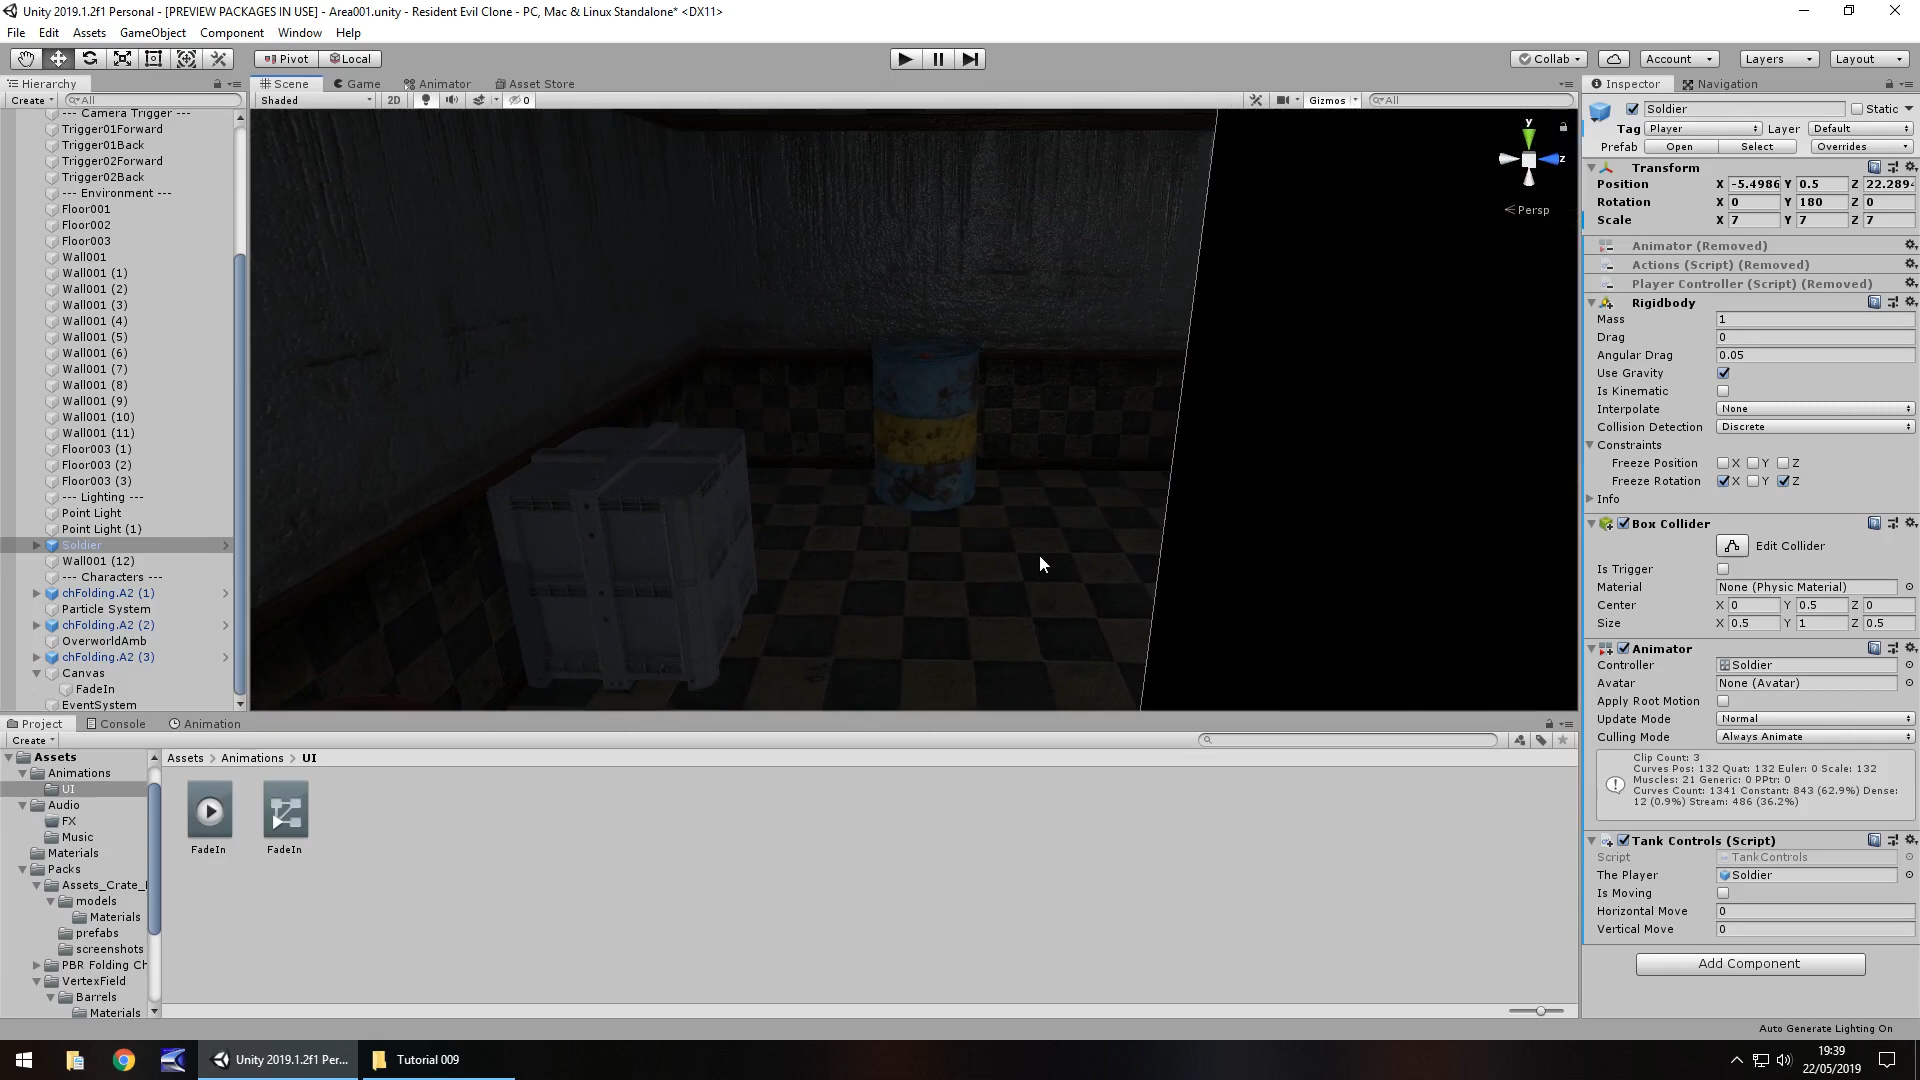 Unity 2019.1.2f1 Personal - [PREVIEW PACKAGES IN USE] - Area001.unity - Resident Evil Clone - PC, Mac & Linux Standalone* <DX11>
File Edit Assets GameObject Component Window Help
Pivot Local Collab Account Layers Layout
Hierarchy Scene Game Animator Asset Store Inspector Navigation
Create All Shaded 2D 0 Gizmos All
--- Camera Trigger ---
Trigger01Forward
Trigger01Back
Trigger02Forward
Trigger02Back
--- Environment ---
Floor001
Floor002
Floor003
Wall001
Wall001 (1)
Wall001 (2)
Wall001 (3)
Wall001 (4)
Wall001 (5)
Wall001 (6)
Wall001 (7)
Wall001 (8)
Wall001 (9)
Wall001 (10)
Wall001 (11)
Floor003 (1)
Floor003 (2)
Floor003 (3)
--- Lighting ---
Point Light
Point Light (1)
Soldier
Wall001 (12)
--- Characters ---
chFolding.A2 (1)
Particle System
chFolding.A2 (2)
OverworldAmb
chFolding.A2 (3)
Canvas
FadeIn
EventSystem
y
z
Persp
Soldier Static
Tag Player Layer Default
Prefab Open Select Overrides
Transform
Position X -5.4986 Y 0.5 Z 22.289
Rotation X 0 Y 180 Z 0
Scale X 7 Y 7 Z 7
Animator (Removed)
Actions (Script) (Removed)
Player Controller (Script) (Removed)
Rigidbody
Mass 1
Drag 0
Angular Drag 0.05
Use Gravity
Is Kinematic
Interpolate None
Collision Detection Discrete
Constraints
Freeze Position X Y Z
Freeze Rotation X Y Z
Info
Box Collider
Edit Collider
Is Trigger
Material None (Physic Material)
Center X 0 Y 0.5 Z 0
Size X 0.5 Y 1 Z 0.5
Animator
Controller Soldier
Avatar None (Avatar)
Apply Root Motion
Update Mode Normal
Culling Mode Always Animate
Clip Count: 3
Curves Pos: 132 Quat: 132 Euler: 0 Scale: 132
Muscles: 21 Generic: 0 PPtr: 0
Curves Count: 1341 Constant: 843 (62.9%) Dense:
12 (0.9%) Stream: 486 (36.2%)
Tank Controls (Script)
Script TankControls
The Player Soldier
Is Moving
Horizontal Move 0
Vertical Move 0
Add Component
Project Console Animation
Create
Assets
Animations
UI
Audio
FX
Music
Materials
Packs
Assets_Crate_
models
Materials
prefabs
screenshots
PBR Folding Ch
VertexField
Barrels
Materials
Assets > Animations > UI
FadeIn FadeIn
Auto Generate Lighting On
Unity 2019.1.2f1 Per... Tutorial 009
19:39
22/05/2019